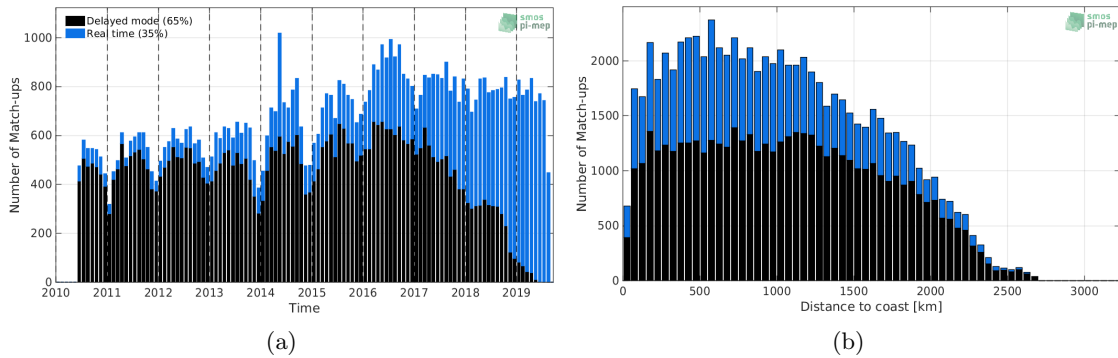 Delayed mode (65%)
Real time (35%)
smos
pi-mep
1000
800
600
400
200
0
Number of Match-ups
2010 2011 2012 2013 2014 2015 2016 2017 2018 2019
Time
(a)
smos
pi-mep
2000
1500
1000
500
0
Number of Match-ups
0 500 1000 1500 2000 2500 3000
Distance to coast [km]
(b)